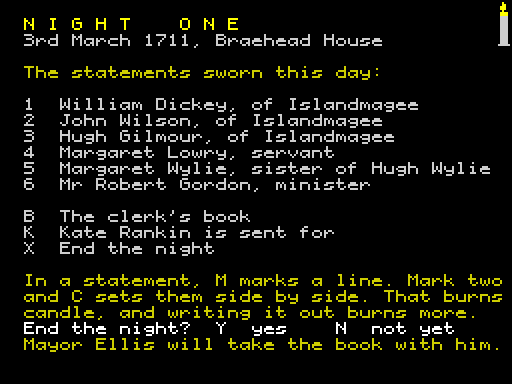 NIGHT ONE
3rd March 1711, Braehead House
The statements sworn this day:
1 William Dickey, of Islandmagee
2 John Wilson, of Islandmagee
3 Hugh Gilmour, of Islandmagee
4 Margaret Lowry, servant
5 Margaret Wylie, sister of Hugh Wylie
6 Mr Robert Gordon, minister
B The clerk's book
K Kate Rankin is sent for
X End the night
In a statement, M marks a line. Mark two
and C sets them side by side. That burns
candle, and writing it out burns more.
End the night? Y yes N not yet
Mayor Ellis will take the book with him.